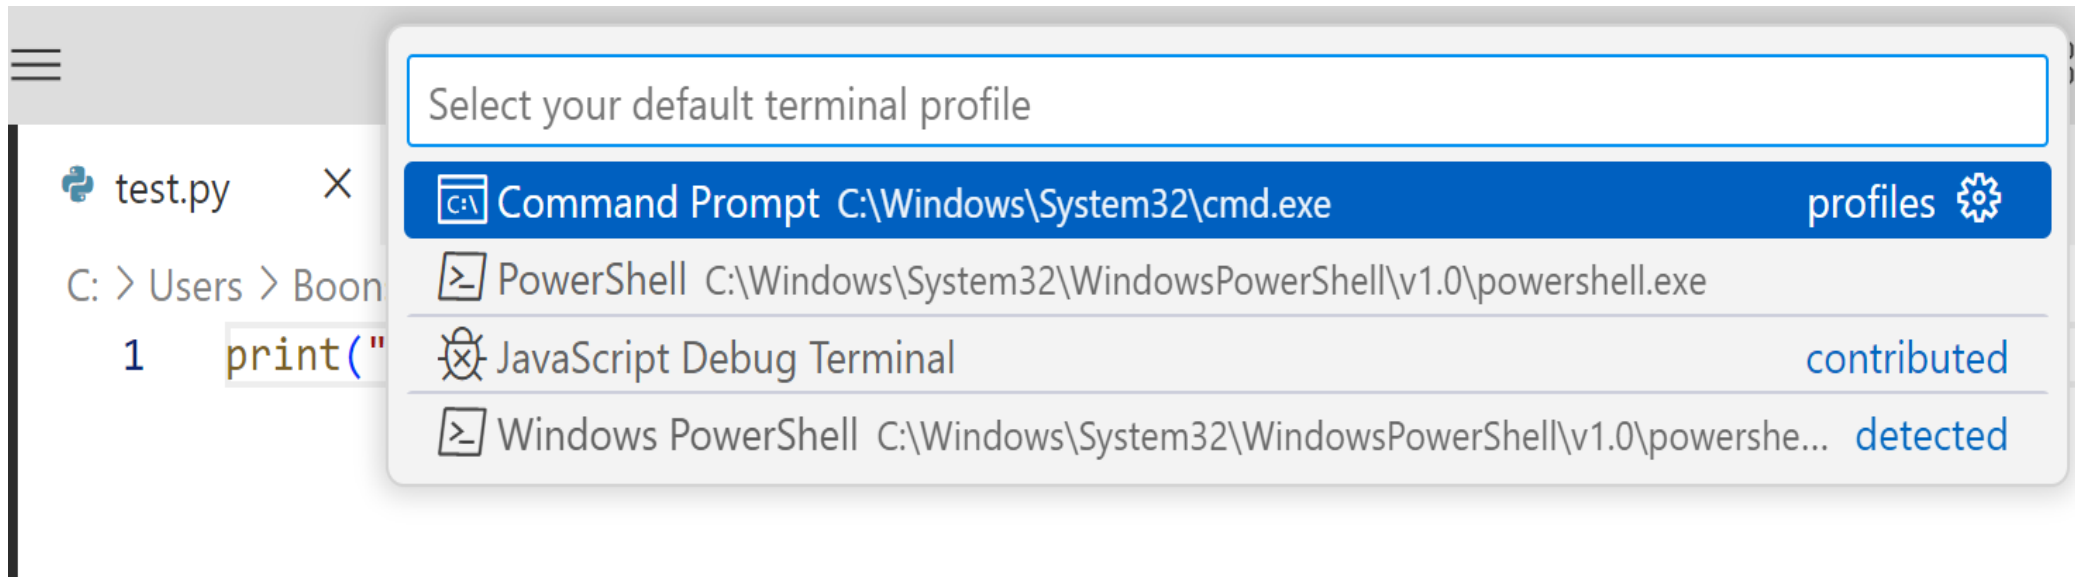 Select your default terminal profile
test.py
C:\ Command Prompt C:\Windows\System32\cmd.exe profiles
C: > Users > Boon
PowerShell C:\Windows\System32\WindowsPowerShell\v1.0\powershell.exe
1 print("
JavaScript Debug Terminal contributed
Windows PowerShell C:\Windows\System32\WindowsPowerShell\v1.0\powershe... detected